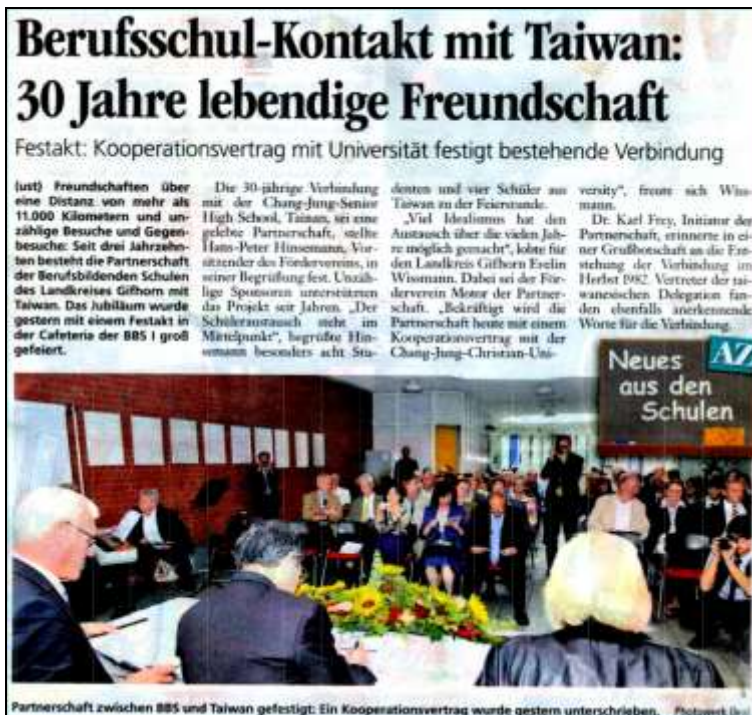 Berufsschul-Kontakt mit Taiwan:
30 Jahre lebendige Freundschaft
Festakt: Kooperationsvertrag mit Universität festigt bestehende Verbindung
(ust) Freundschaften über
eine Distanz von mehr als
11.000 Kilometern und un-
zählige Besuche und Gegen-
besuche: Seit drei Jahrzehn-
ten besteht die Partnerschaft
der Berufsbildenden Schulen
des Landkreises Gifhorn mit
Taiwan. Das Jubiläum wurde
gestern mit einem Festakt in
der Cafeteria der BBS I groß
gefeiert.
Die 30-jährige Verbindung
mit der Chang-Jung-Senior
High School, Tainan, sei eine
gelebte Partnerschaft, stellte
Hans-Peter Hinsemann, Vor-
sitzender des Fördervereins, in
seiner Begrüßung fest. Unzäh-
lige Sponsoren unterstützen
das Projekt seit Jahren. „Der
Schüleraustausch steht im
Mittelpunkt“, begrüßte Hin-
semann besonders acht Stu-
denten und vier Schüler aus
Taiwan zu der Feierstunde.
„Viel Idealismus hat den
Austausch über die vielen Jah-
re möglich gemacht“, lobte für
den Landkreis Gifhorn Evelin
Wissmann. Dabei sei der För-
derverein Motor der Partner-
schaft. „Bekräftigt wird die
Partnerschaft heute mit einem
Kooperationsvertrag mit der
Chang-Jung-Christian-Uni-
versity“, freute sich Wiss-
mann.
Dr. Karl Frey, Initiator der
Partnerschaft, erinnerte in ei-
ner Grußbotschaft an die Ent-
stehung der Verbindung im
Herbst 1982. Vertreter der tai-
wanesischen Delegation fan-
den ebenfalls anerkennende
Worte für die Verbindung.
AZ
Neues
aus den
Schulen
Partnerschaft zwischen BBS und Taiwan gefestigt: Ein Kooperationsvertrag wurde gestern unterschrieben. Photowerk